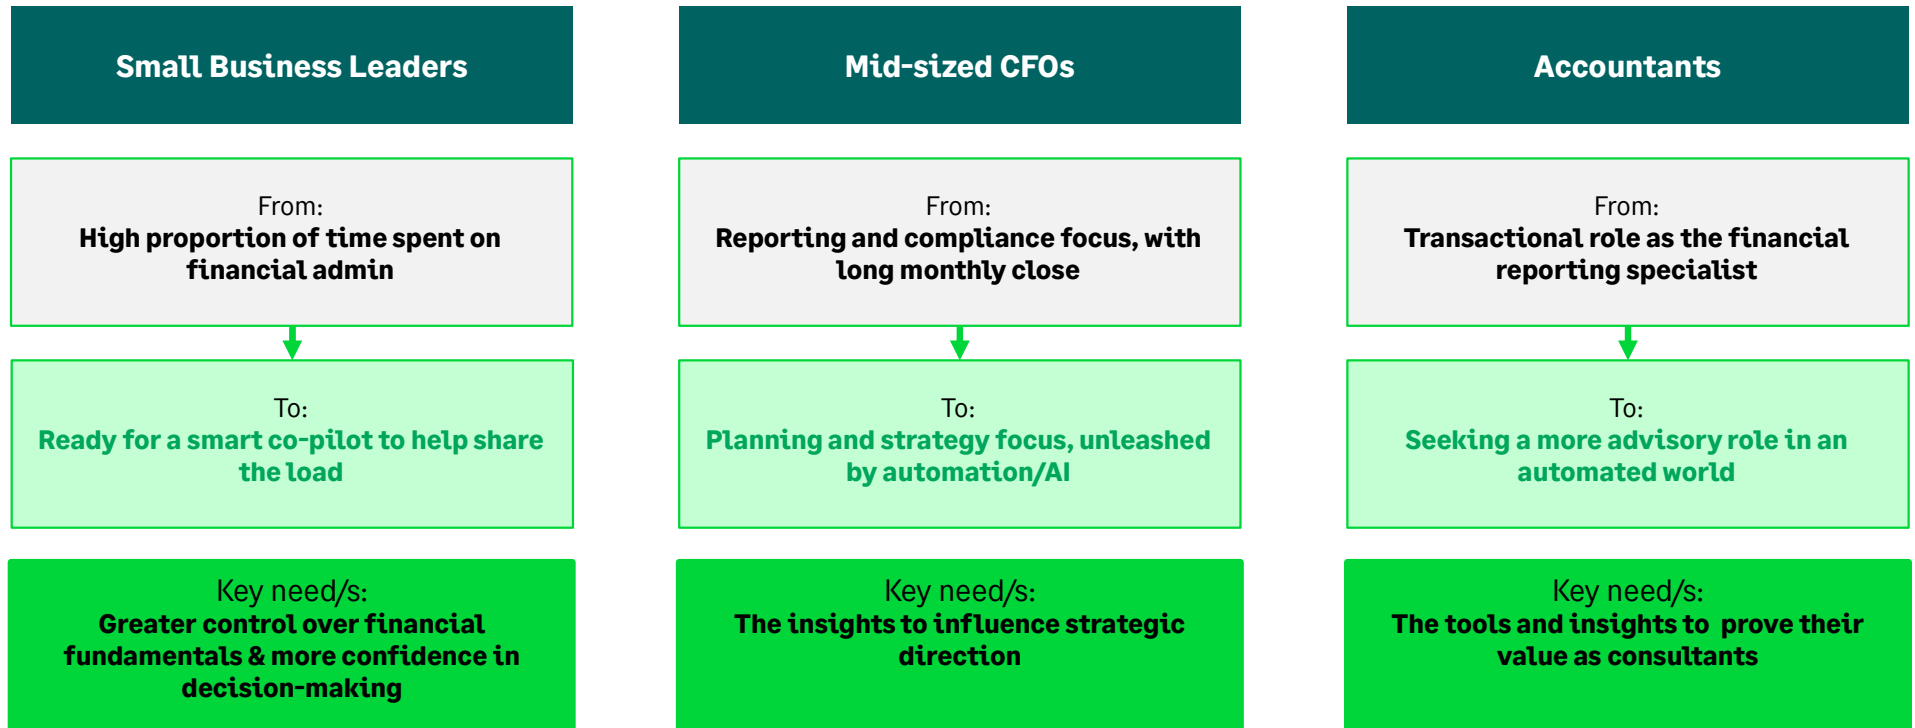 Small Business Leaders
From:
High proportion of time spent on
financial admin
To:
Ready for a smart co-pilot to help share
the load
Key need/s:
Greater control over financial
fundamentals & more confidence in
decision-making
Mid-sized CFOs
From:
Reporting and compliance focus, with
long monthly close
To:
Planning and strategy focus, unleashed
by automation/AI
Key need/s:
The insights to influence strategic
direction
Accountants
From:
Transactional role as the financial
reporting specialist
To:
Seeking a more advisory role in an
automated world
Key need/s:
The tools and insights to  prove their
value as consultants